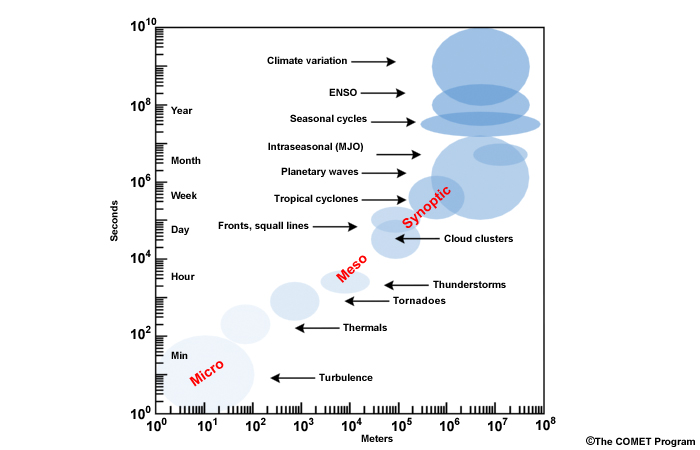 10^10
Climate variation
ENSO
10^8
Year
Seasonal cycles
Intraseasonal (MJO)
Month
Planetary waves
10^6
Week
Tropical cyclones
Synoptic
Seconds
Day
Fronts, squall lines
Cloud clusters
10^4
Meso
Hour
Thunderstorms
Tornadoes
Thermals
10^2
Min
Micro
Turbulence
10^0
10^0 10^1 10^2 10^3 10^4 10^5 10^6 10^7 10^8
Meters
©The COMET Program